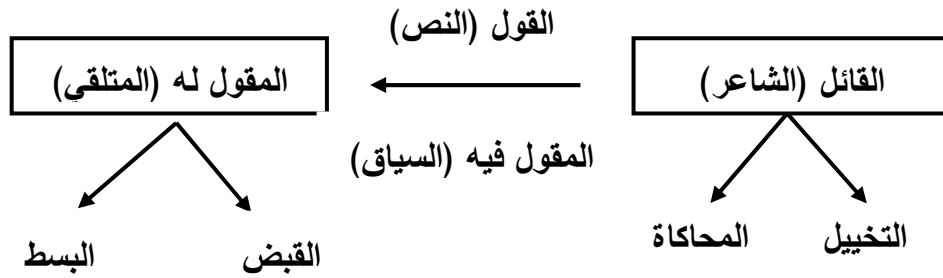 القول (النص)
القائل (الشاعر)
المقول له (المتلقي)
المقول فيه (السياق)
التخييل
المحاكاة
القبض
البسط